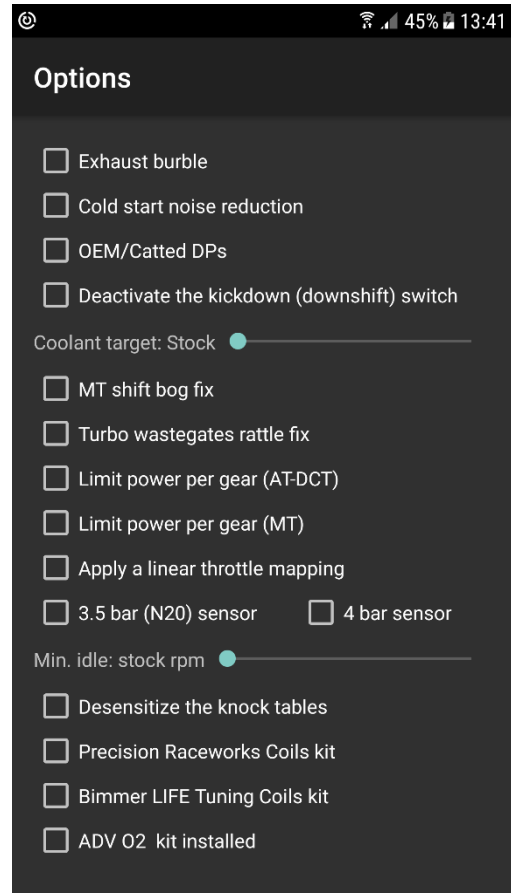 45% 13:41
Options
Exhaust burble
Cold start noise reduction
OEM/Catted DPs
Deactivate the kickdown (downshift) switch
Coolant target: Stock
MT shift bog fix
Turbo wastegates rattle fix
Limit power per gear (AT-DCT)
Limit power per gear (MT)
Apply a linear throttle mapping
3.5 bar (N20) sensor 4 bar sensor
Min. idle: stock rpm
Desensitize the knock tables
Precision Raceworks Coils kit
Bimmer LIFE Tuning Coils kit
ADV O2  kit installed